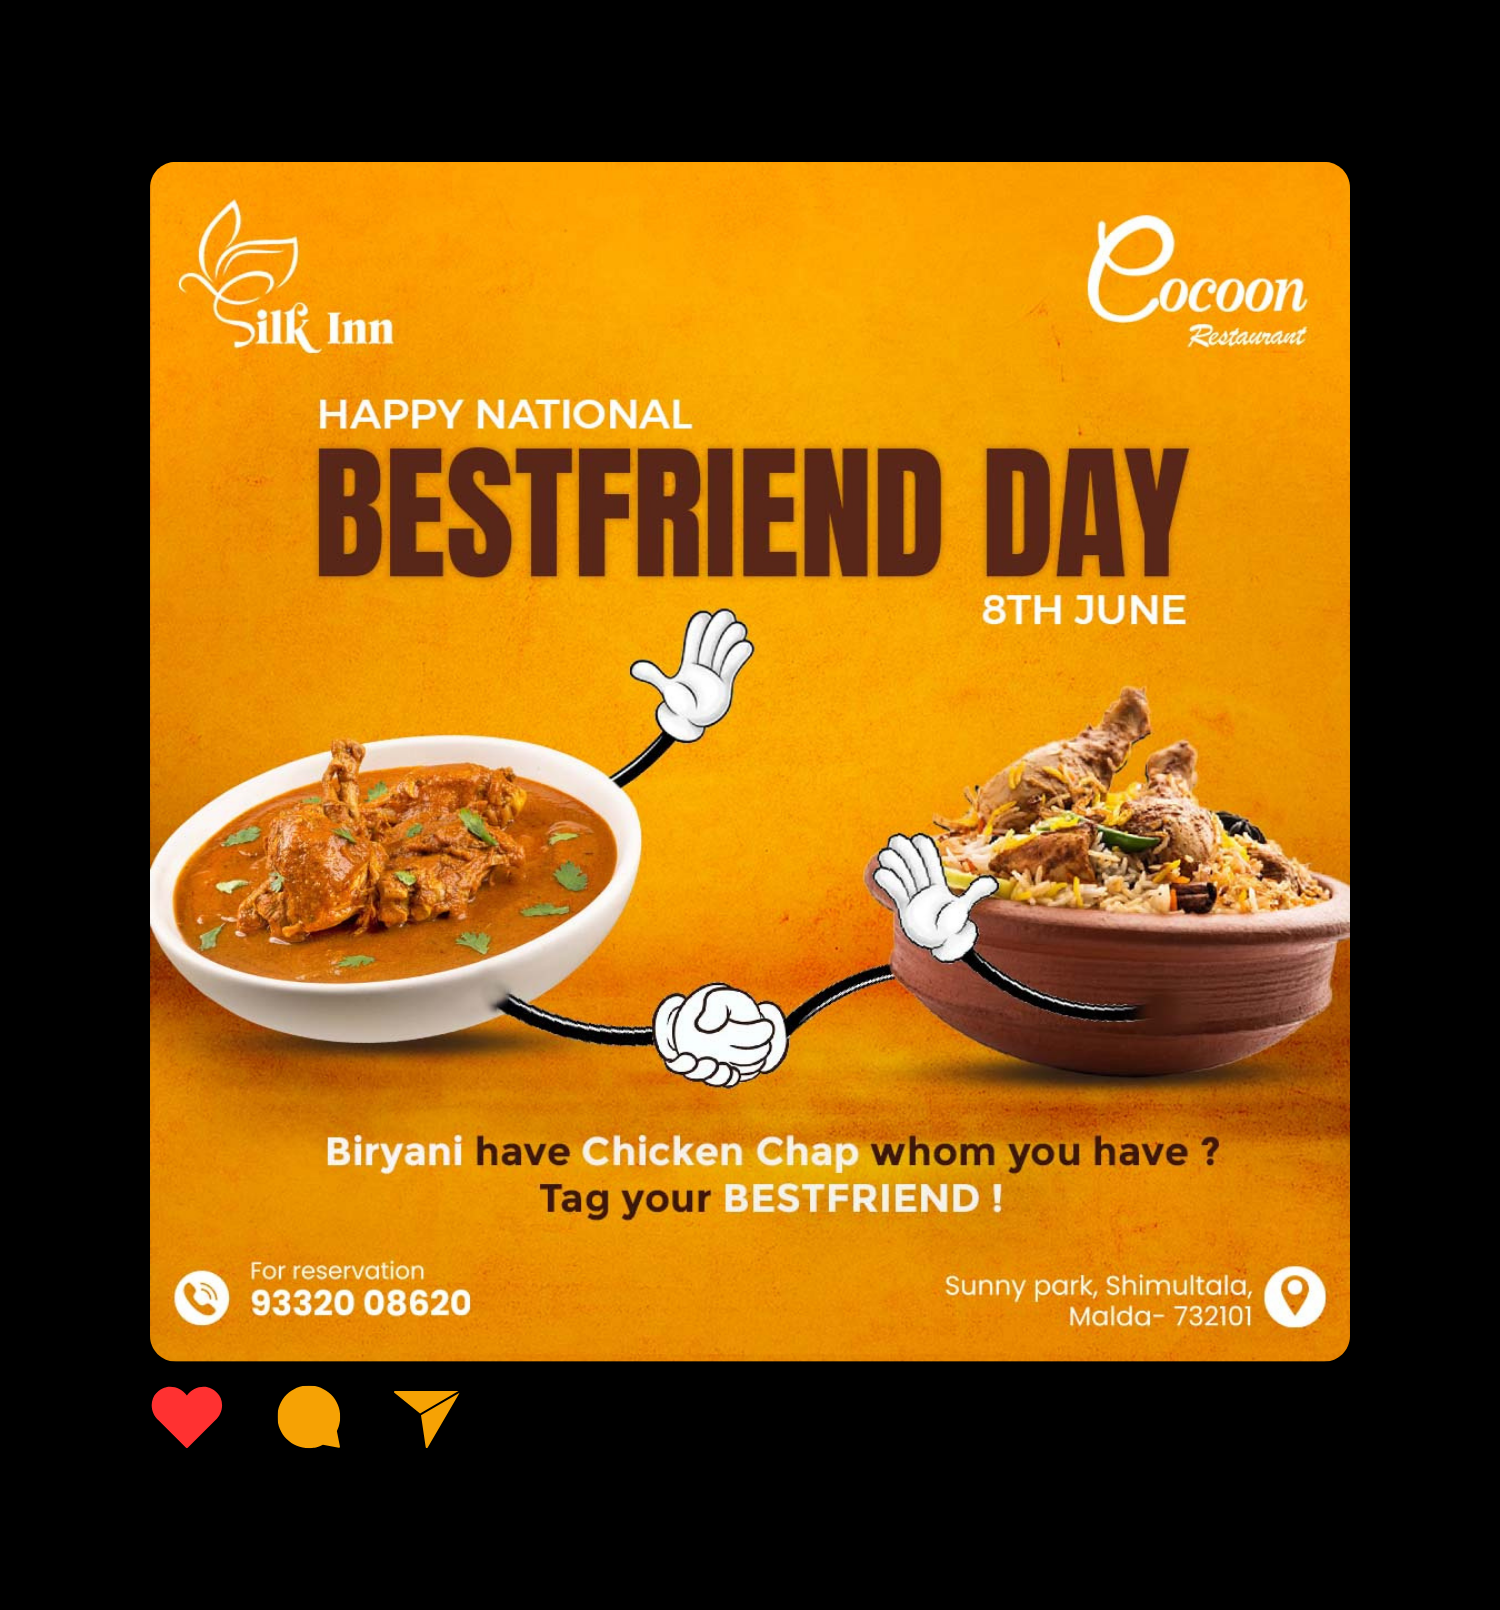 Silk Inn
Cocoon
Restaurant
HAPPY NATIONAL
BESTFRIEND DAY
8TH JUNE
Biryani have Chicken Chap whom you have ?
Tag your BESTFRIEND !
For reservation
93320 08620
Sunny park, Shimultala,
Malda- 732101